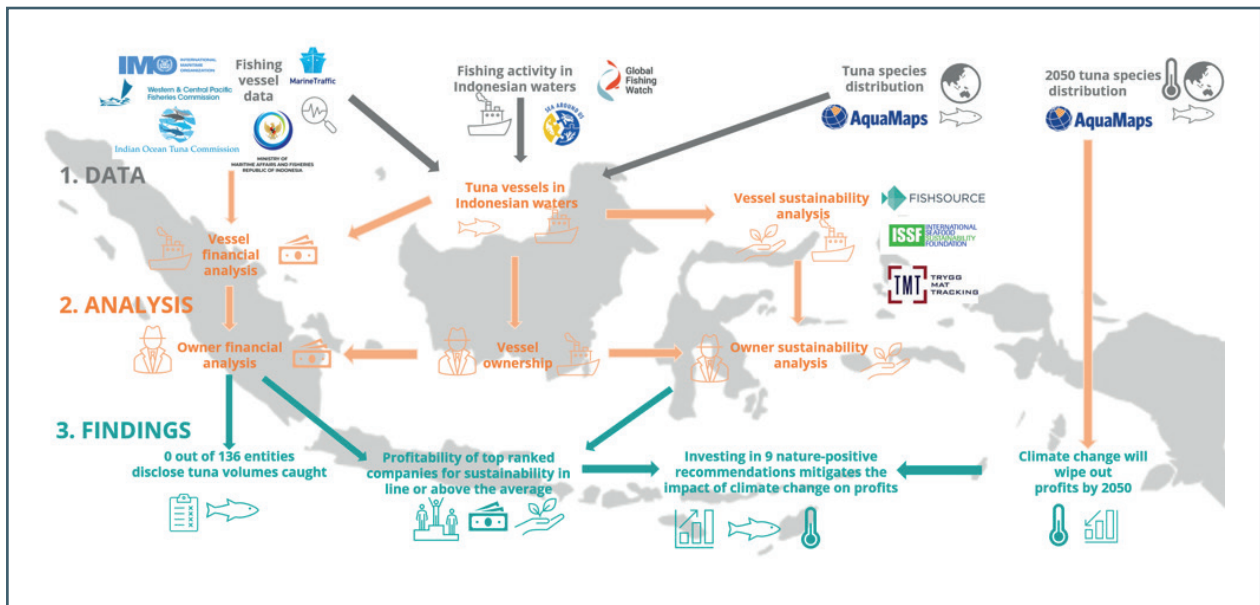 IMO
INTERNATIONAL
MARITIME
ORGANIZATION
Fishing
vessel
data
MarineTraffic
Western & Central Pacific
Fisheries Commission
Indian Ocean Tuna Commission
MINISTRY OF
MARITIME AFFAIRS AND FISHERIES
REPUBLIC OF INDONESIA
Fishing activity in
Indonesian waters
Global
Fishing
Watch
SEA AROUND US
Tuna species
distribution
AquaMaps
2050 tuna species
distribution
AquaMaps
1. DATA
Tuna vessels in
Indonesian waters
Vessel sustainability
analysis
FISHSOURCE
ISSF
INTERNATIONAL
SEAFOOD
SUSTAINABILITY
FOUNDATION
TMT
TRYGG
MAT
TRACKING
Vessel
financial
analysis
2. ANALYSIS
Owner financial
analysis
Vessel
ownership
Owner sustainability
analysis
3. FINDINGS
0 out of 136 entities
disclose tuna volumes caught
Profitability of top ranked
companies for sustainability in
line or above the average
Investing in 9 nature-positive
recommendations mitigates the
impact of climate change on profits
Climate change will
wipe out
profits by 2050